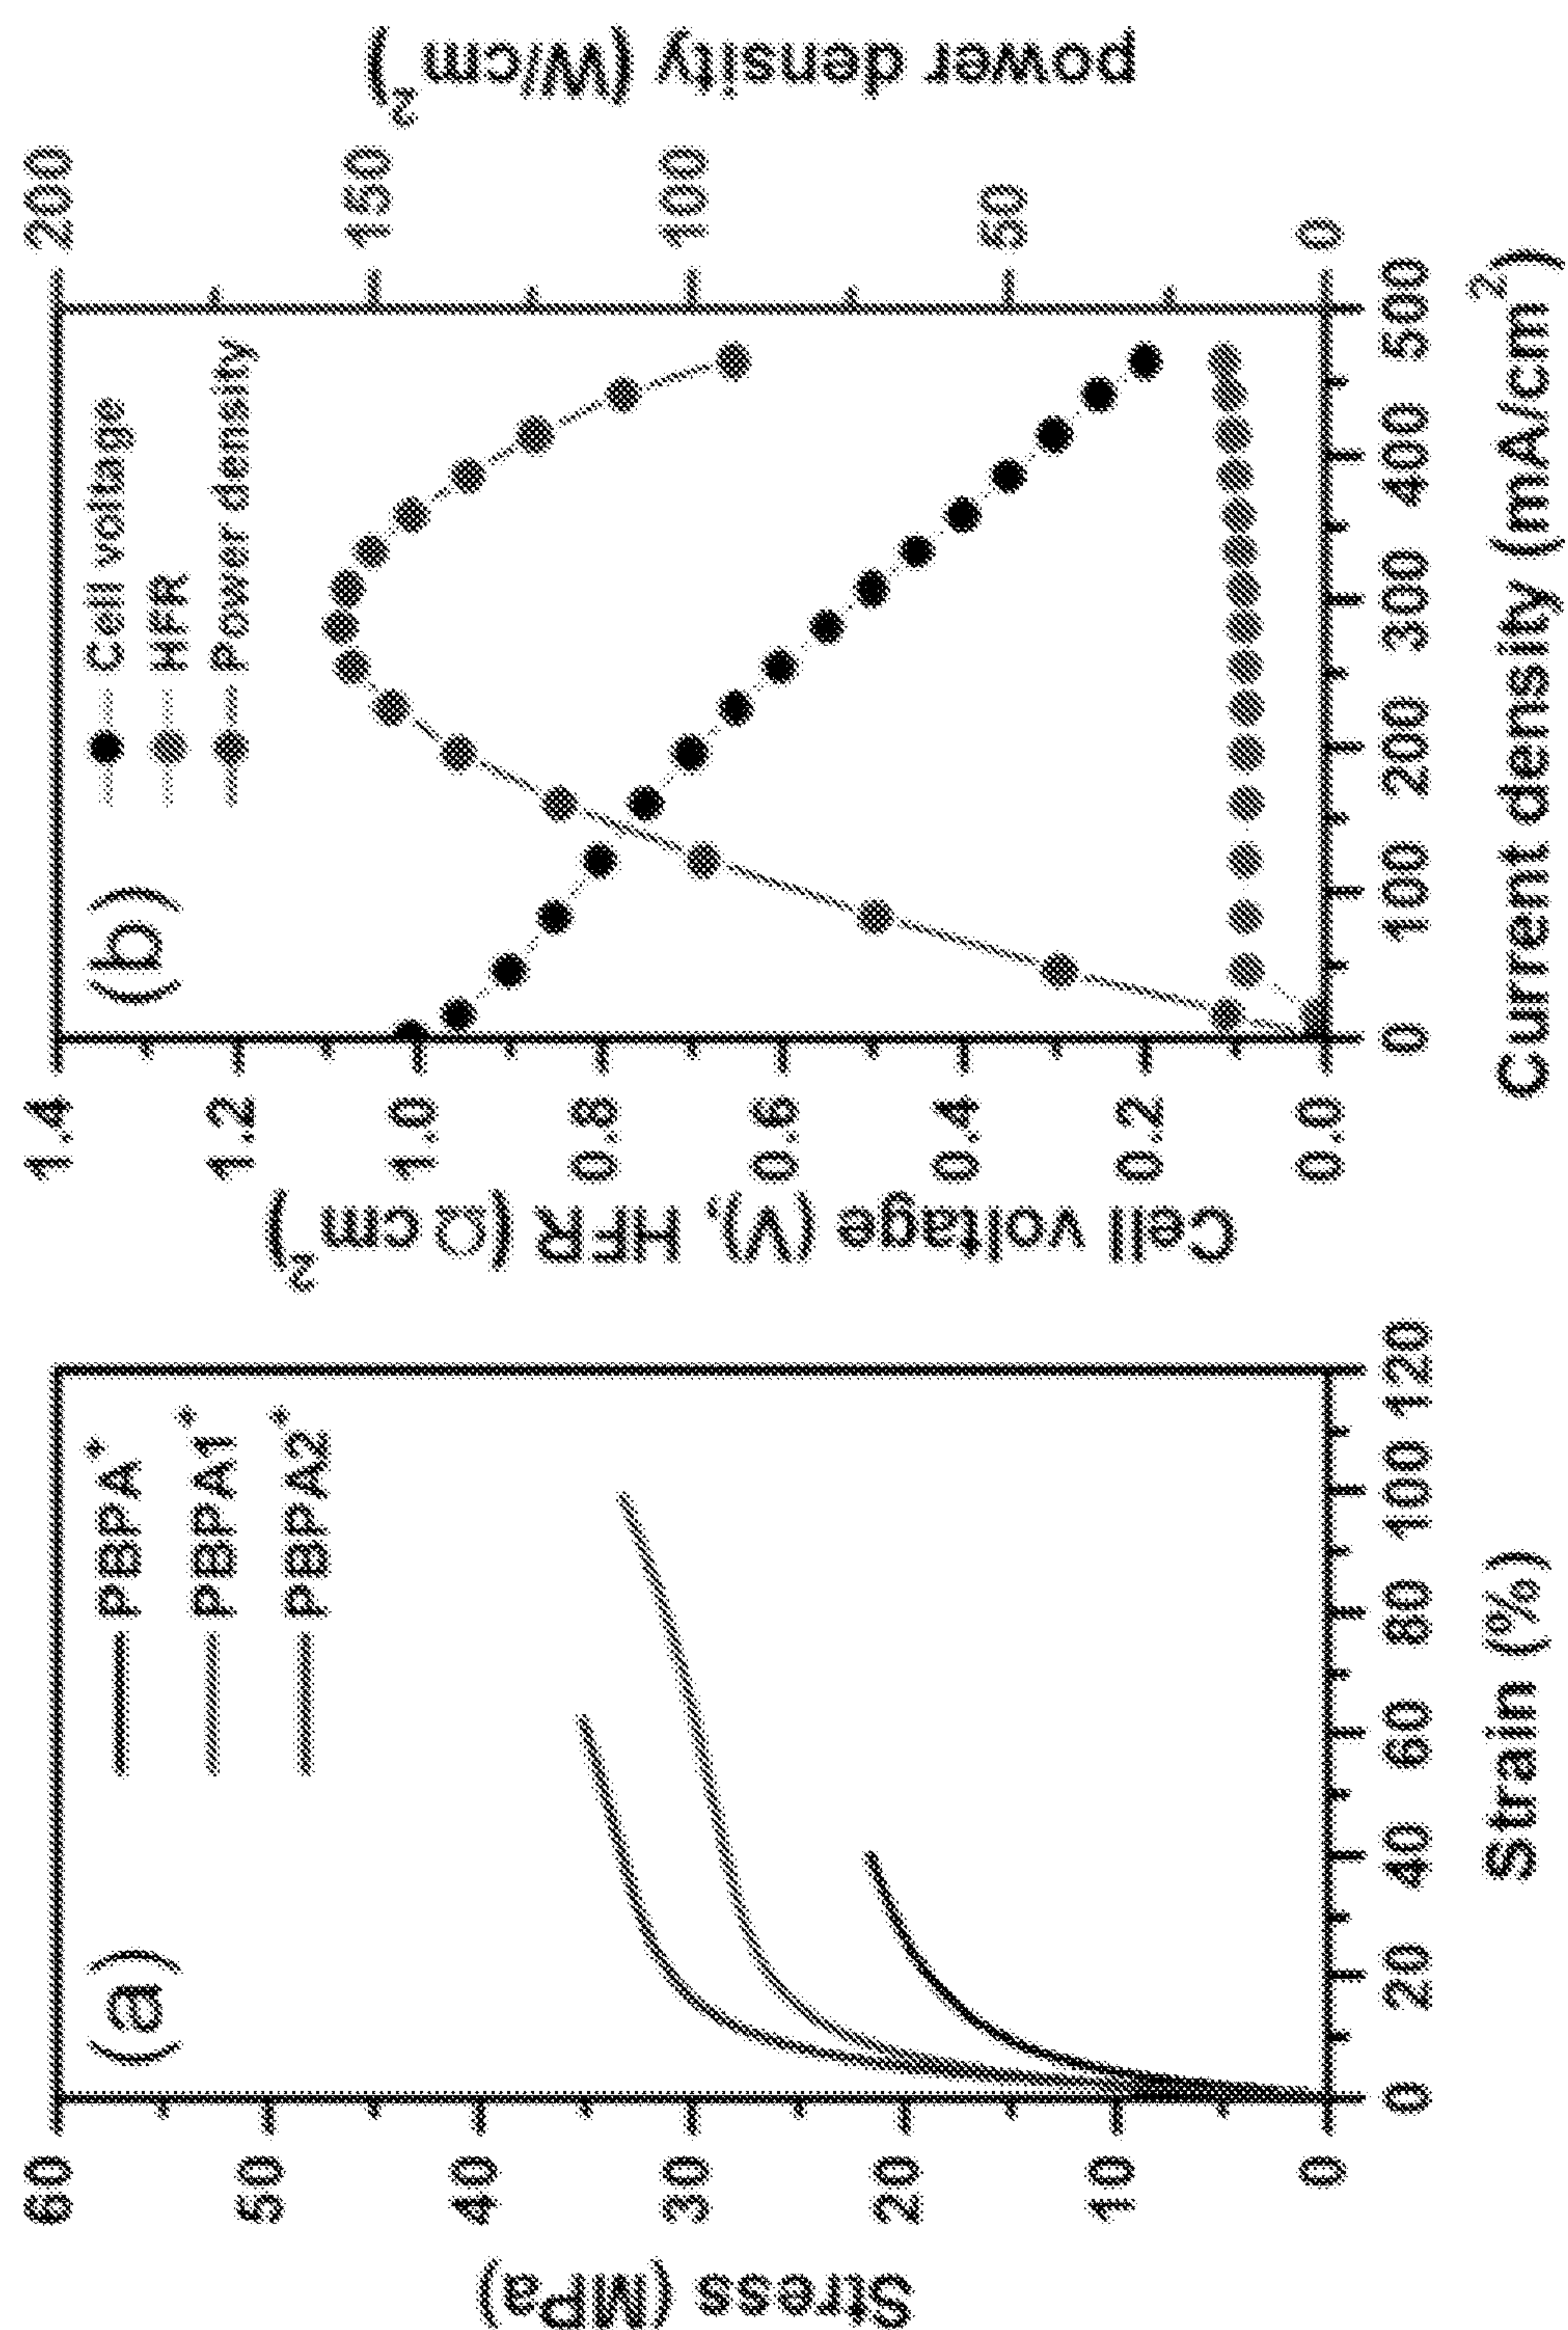 (a)
PBPA*
PBPA1*
PBPA2*
60
50
40
30
20
10
0
Stress (MPa)
0 20 40 60 80 100 120
Strain (%)
(b)
Cell voltage
HFR
Power density
1.4
1.2
1.0
0.8
0.6
0.4
0.2
0.0
Cell voltage (V), HFR (Ω cm²)
200
150
100
50
0
power density (W/cm²)
0 100 200 300 400 500
Current density (mA/cm²)